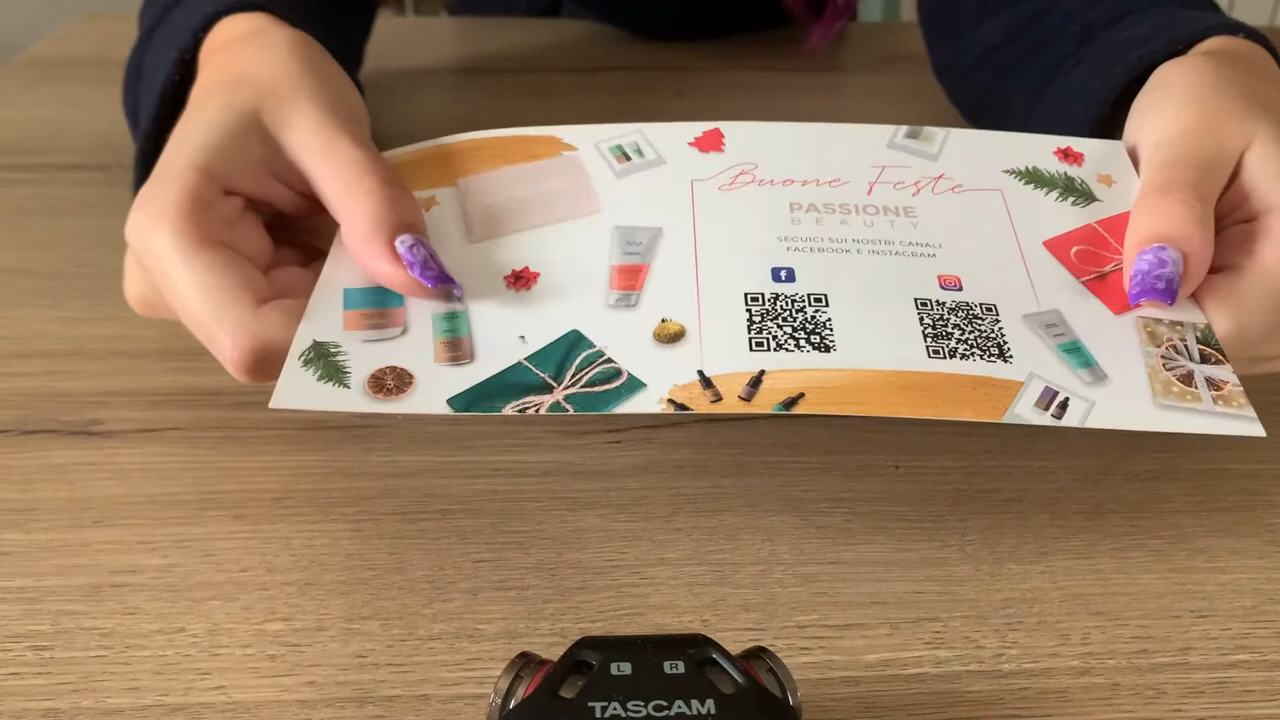 Buone Feste
PASSIONE
BEAUTY
SEGUICI SUI NOSTRI CANALI
FACEBOOK E INSTAGRAM
f
L R
TASCAM